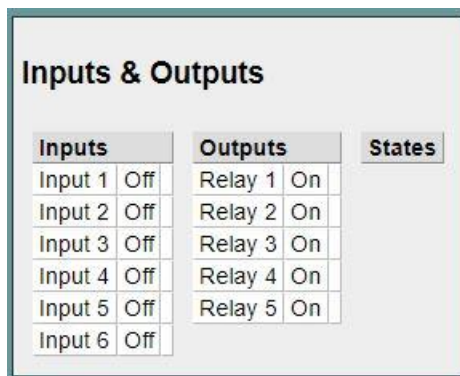 Inputs & Outputs
Inputs Outputs States
Input 1 Off Relay 1 On
Input 2 Off Relay 2 On
Input 3 Off Relay 3 On
Input 4 Off Relay 4 On
Input 5 Off Relay 5 On
Input 6 Off